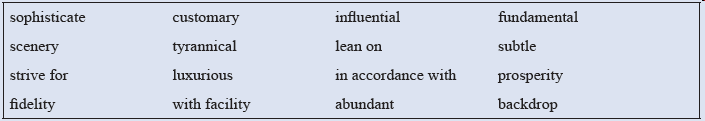 sophisticate customary influential fundamental
scenery tyrannical lean on subtle
strive for luxurious in accordance with prosperity
fidelity with facility abundant backdrop